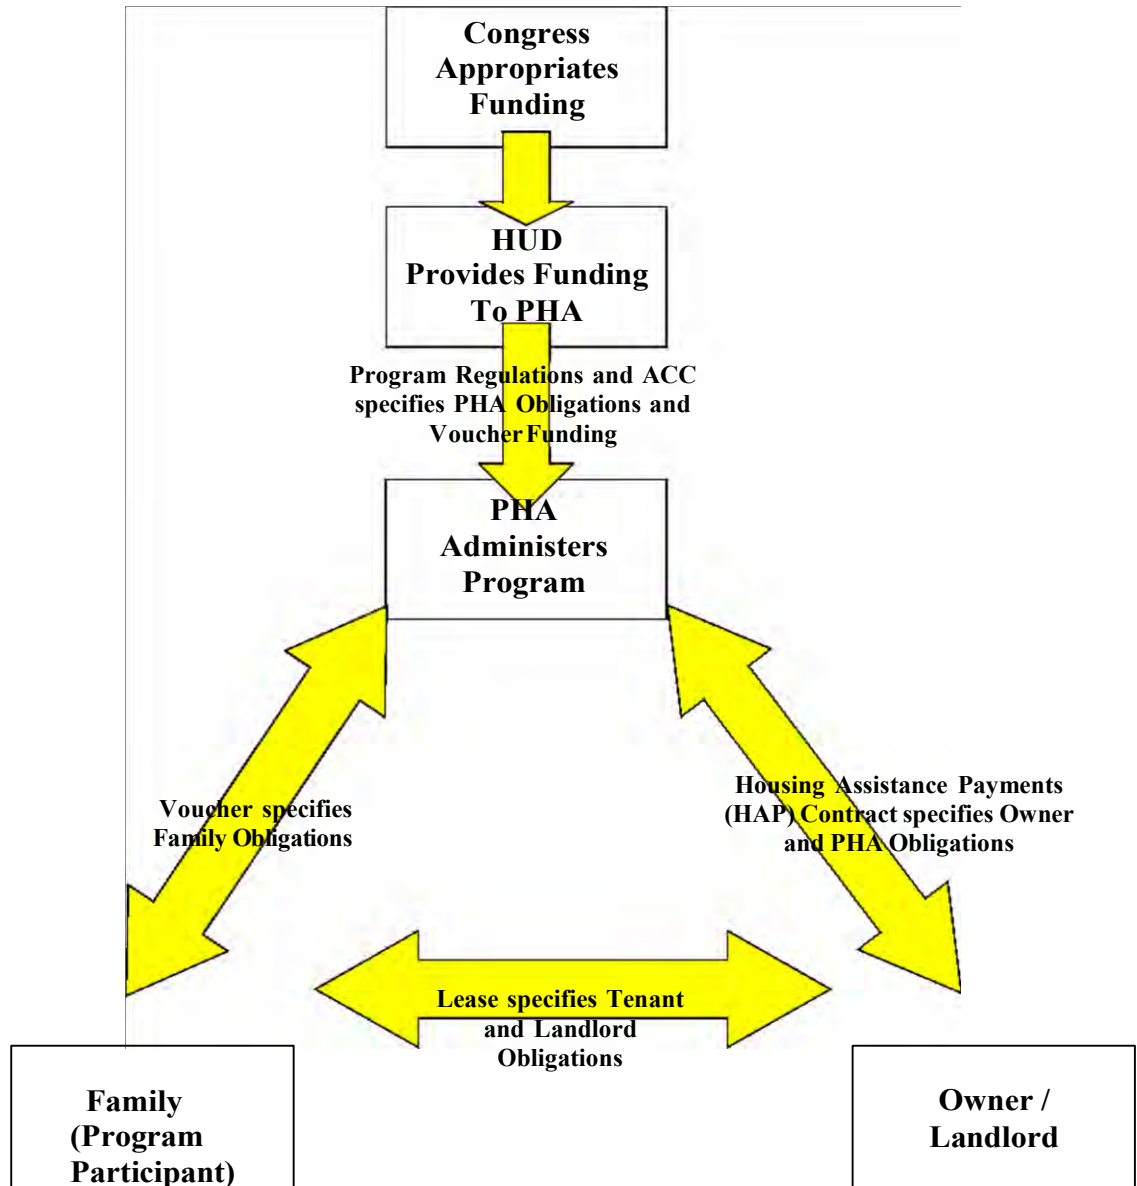 Congress
Appropriates
Funding
HUD
Provides Funding
To PHA
Program Regulations and ACC
specifies PHA Obligations and
Voucher Funding
PHA
Administers
Program
Voucher specifies
Family Obligations
Housing Assistance Payments
(HAP) Contract specifies Owner
and PHA Obligations
Lease specifies Tenant
and Landlord
Obligations
Family
(Program
Participant)
Owner /
Landlord